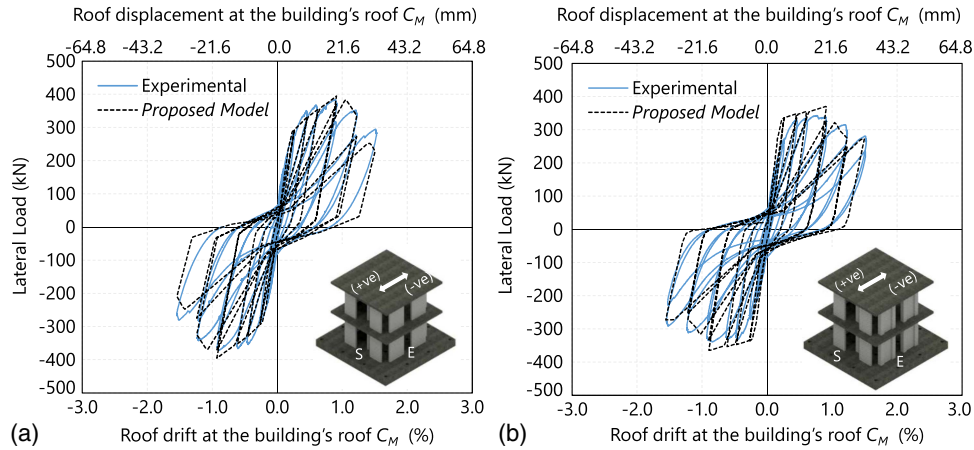 Roof displacement at the building's roof C_M (mm)
-64.8 -43.2 -21.6 0.0 21.6 43.2 64.8
500
400
300
200
100
0
-100
-200
-300
-400
-500
Lateral Load (kN)
Experimental
Proposed Model
(+ve)
(-ve)
S
E
-3.0 -2.0 -1.0 0.0 1.0 2.0 3.0
(a)
Roof drift at the building's roof C_M (%)
Roof displacement at the building's roof C_M (mm)
-64.8 -43.2 -21.6 0.0 21.6 43.2 64.8
500
400
300
200
100
0
-100
-200
-300
-400
-500
Lateral Load (kN)
Experimental
Proposed Model
(+ve)
(-ve)
S
E
-3.0 -2.0 -1.0 0.0 1.0 2.0 3.0
(b)
Roof drift at the building's roof C_M (%)